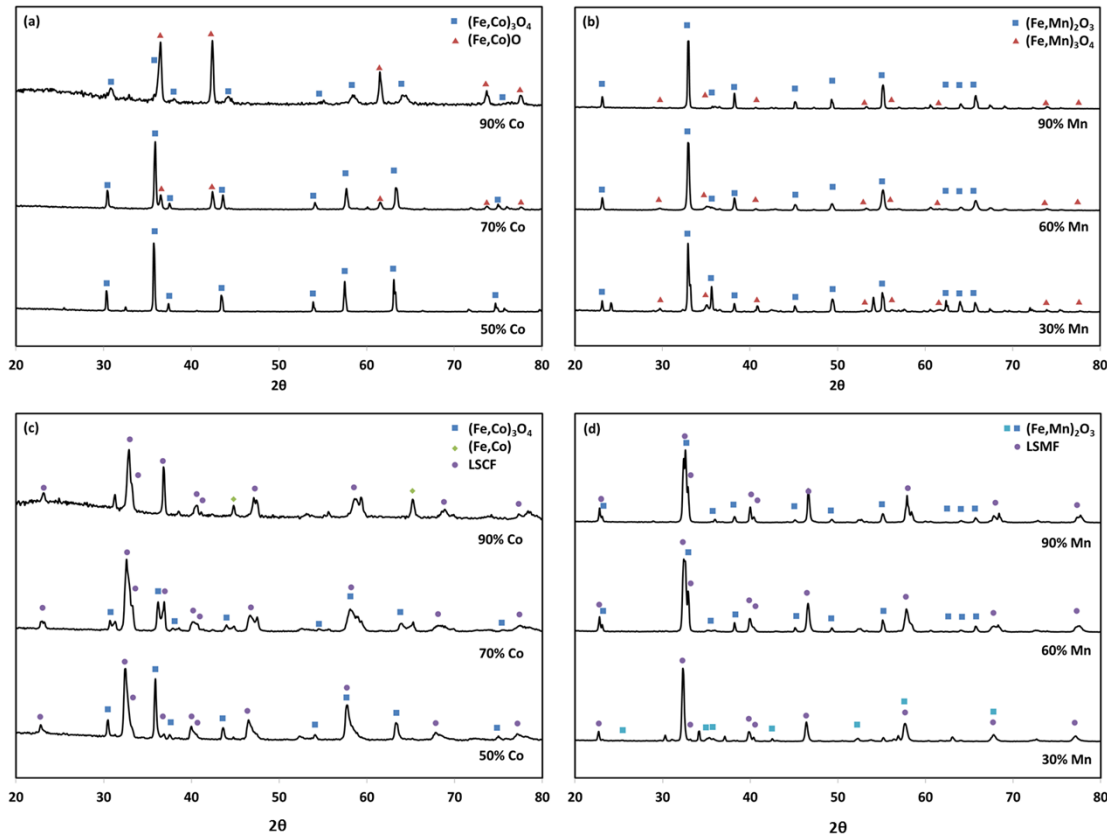 (a)
(Fe,Co)₃O₄
(Fe,Co)O
90% Co
70% Co
50% Co
20 30 40 50 60 70 80
2θ
(b)
(Fe,Mn)₂O₃
(Fe,Mn)₃O₄
90% Mn
60% Mn
30% Mn
20 30 40 50 60 70 80
2θ
(c)
(Fe,Co)₃O₄
(Fe,Co)
LSCF
90% Co
70% Co
50% Co
20 30 40 50 60 70 80
2θ
(d)
(Fe,Mn)₂O₃
LSMF
90% Mn
60% Mn
30% Mn
20 30 40 50 60 70 80
2θ